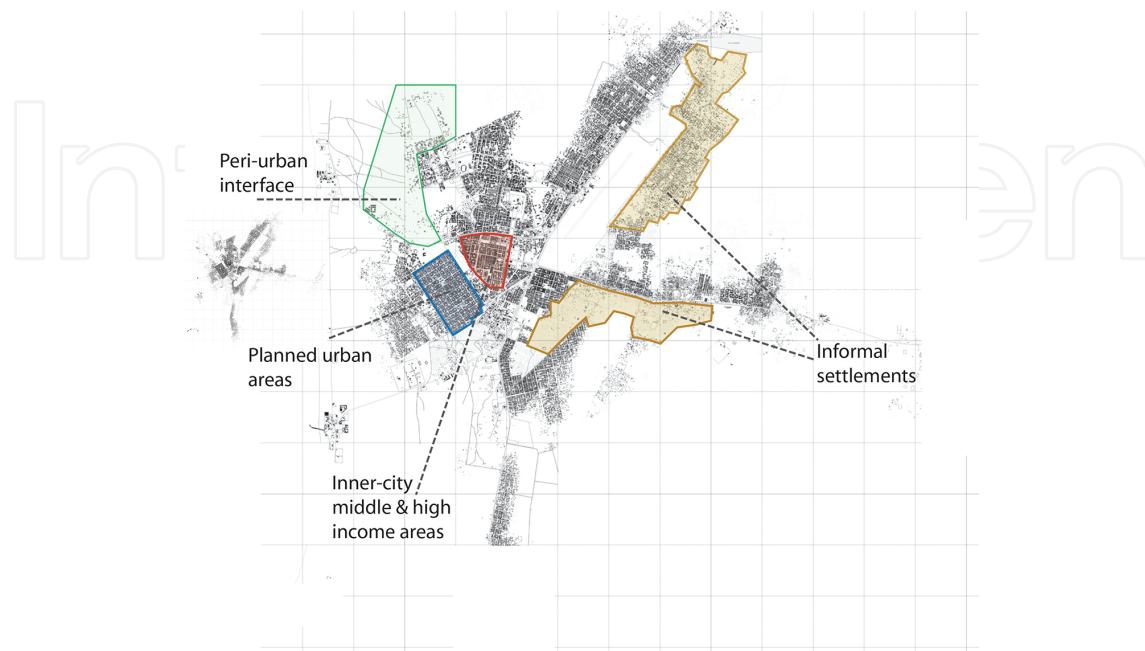 Peri-urban
interface
Planned urban
areas
Informal
settlements
Inner-city
middle & high
income areas